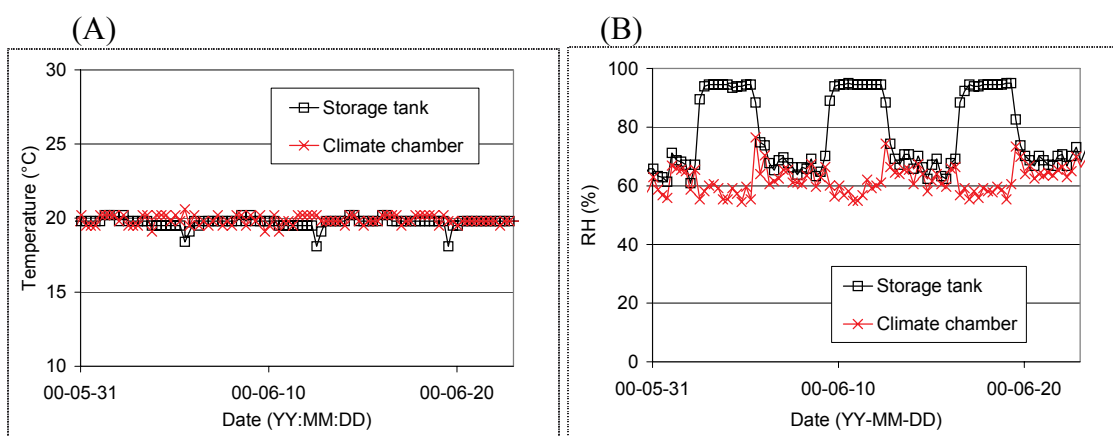 (A)
30
25
20
15
10
Temperature (°C)
Storage tank
Climate chamber
00-05-31
00-06-10
00-06-20
Date (YY:MM:DD)
(B)
100
80
60
40
20
0
RH (%)
Storage tank
Climate chamber
00-05-31
00-06-10
00-06-20
Date (YY-MM-DD)